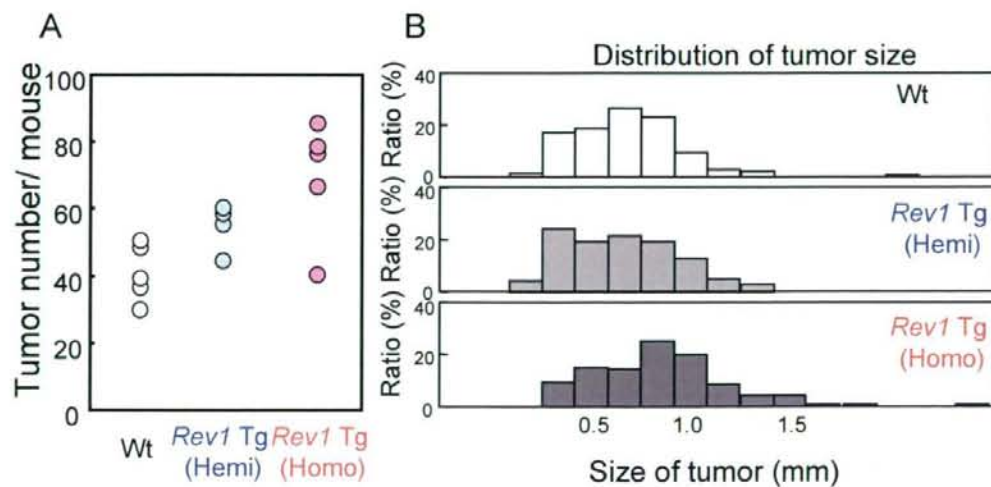 A
Tumor number/ mouse
100
80
60
40
20
0
Wt
Rev1 Tg
(Hemi)
Rev1 Tg
(Homo)
B
Distribution of tumor size
Ratio (%)
40
20
0
Wt
Ratio (%)
40
20
0
Rev1 Tg
(Hemi)
Ratio (%)
40
20
0
Rev1 Tg
(Homo)
0.5
1.0
1.5
Size of tumor (mm)